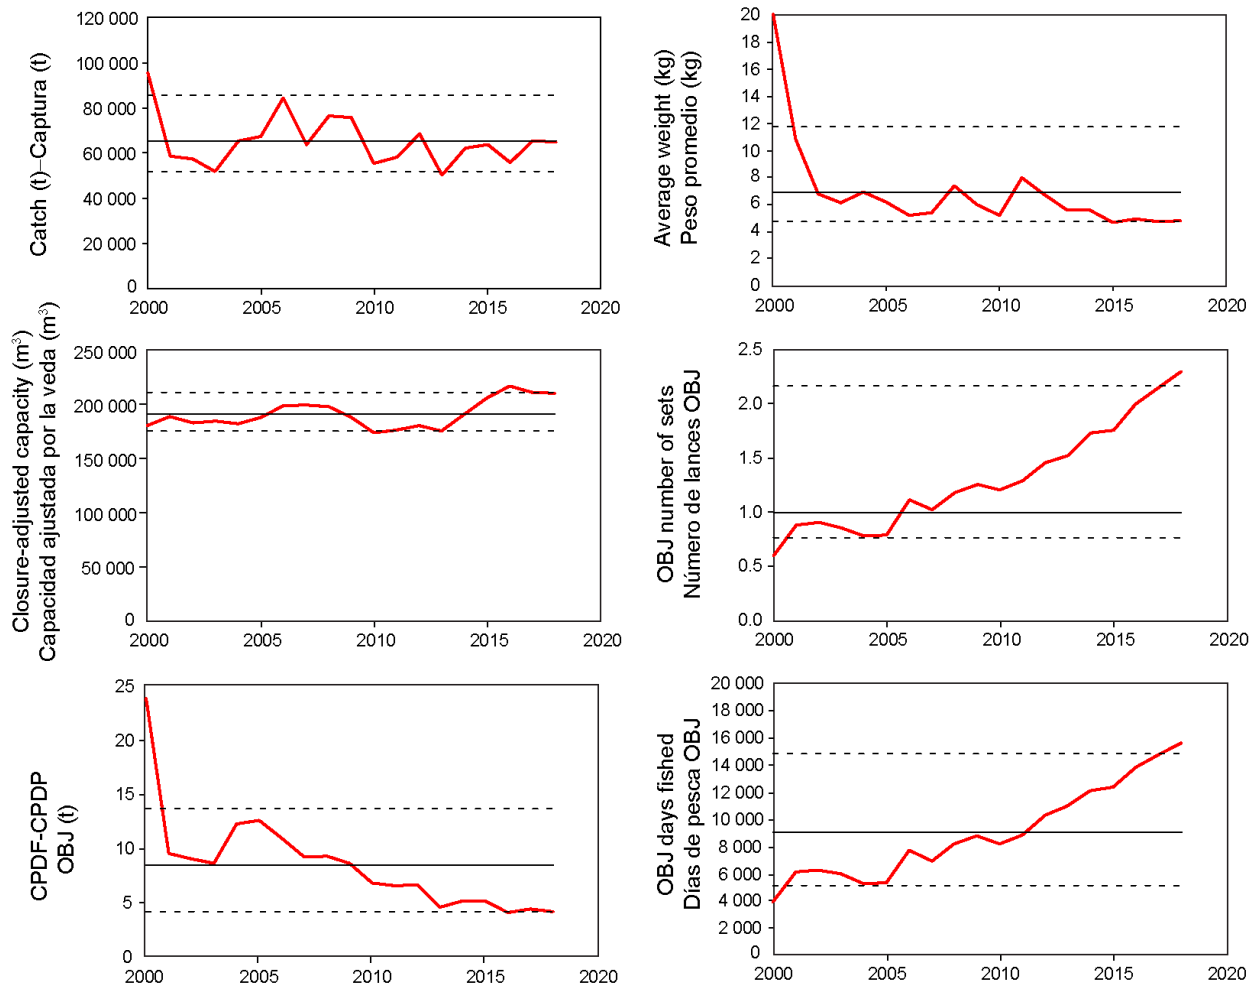 Catch (t)–Captura (t)
120 000
100 000
80 000
60 000
40 000
20 000
0
2000 2005 2010 2015 2020
Average weight (kg)
Peso promedio (kg)
20
18
16
14
12
10
8
6
4
2
0
2000 2005 2010 2015 2020
Closure-adjusted capacity (m³)
Capacidad ajustada por la veda (m³)
250 000
200 000
150 000
100 000
50 000
0
2000 2005 2010 2015 2020
OBJ number of sets
Número de lances OBJ
2.5
2.0
1.5
1.0
0.5
0.0
2000 2005 2010 2015 2020
CPDF-CPDP
OBJ (t)
25
20
15
10
5
0
2000 2005 2010 2015 2020
OBJ days fished
Días de pesca OBJ
20 000
18 000
16 000
14 000
12 000
10 000
8 000
6 000
4 000
2 000
0
2000 2005 2010 2015 2020